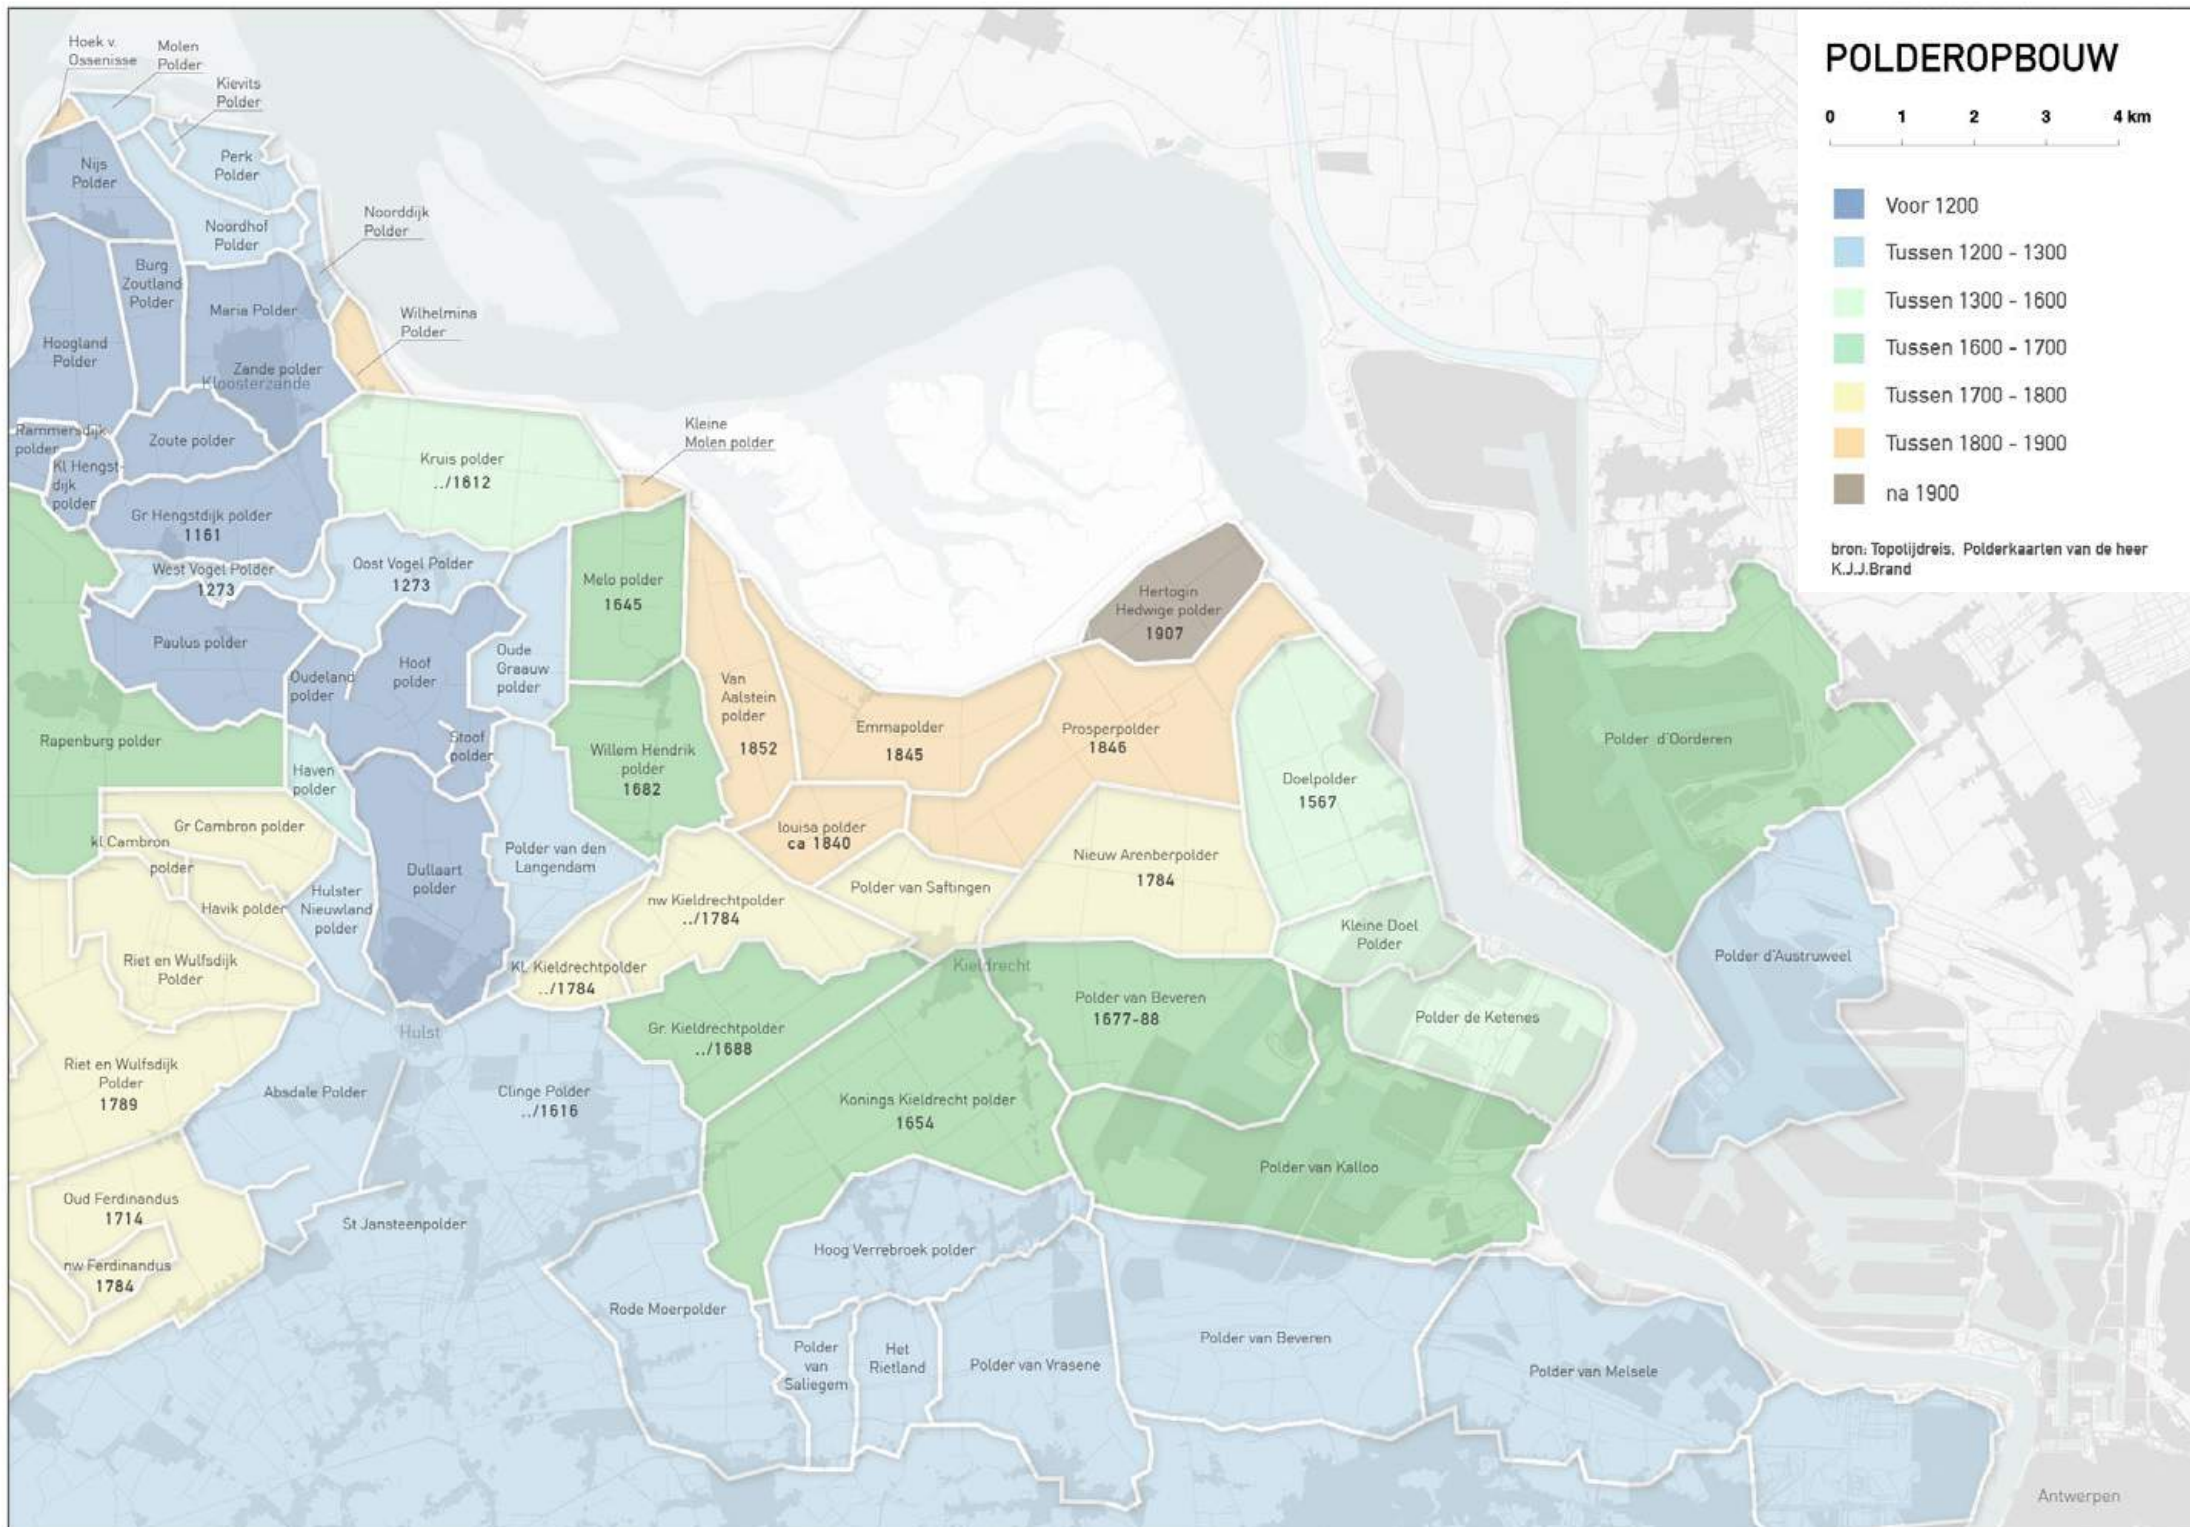 POLDEROPBOUW
0 1 2 3 4 km
Voor 1200
Tussen 1200 - 1300
Tussen 1300 - 1600
Tussen 1600 - 1700
Tussen 1700 - 1800
Tussen 1800 - 1900
na 1900
bron: Topolijdreis, Polderkaarten van de heer
K.J.J.Brand
Hoek v.
Ossenisse
Molen
Polder
Kievits
Polder
Nijs
Polder
Perk
Polder
Noordhof
Polder
Noorddijk
Polder
Burg
Zoutland
Polder
Maria Polder
Wilhelmina
Polder
Hoogland
Polder
Zande polder
Kloosterzande
Rammersdijk
polder
Zoute polder
Kl Hengst-
dijk
polder
Kruis polder
../1612
Kleine
Molen polder
Gr Hengstdijk polder
1161
West Vogel Polder
1273
Oost Vogel Polder
1273
Melo polder
1645
Hertogin
Hedwige polder
1907
Paulus polder
Oudeland
polder
Hoof
polder
Oude
Graauw
polder
Van
Aalstein
polder
1852
Emmapolder
1845
Prosperpolder
1846
Polder d'Oorderen
Rapenburg polder
Stoof
polder
Willem Hendrik
polder
1682
Haven
polder
Doelpolder
1567
Gr Cambron polder
kl Cambron
polder
louisa polder
ca 1840
Polder van den
Langendam
Dullaart
polder
Nieuw Arenberpolder
1784
Polder van Saftingen
Hulster
Nieuwland
polder
Havik polder
nw Kieldrechtpolder
../1784
Kleine Doel
Polder
Polder d'Austruweel
Riet en Wulfsdijk
Polder
KL. Kieldrechtpolder
../1784
Kieldrecht
Polder van Beveren
1677-88
Polder de Ketenes
Hulst
Gr. Kieldrechtpolder
../1688
Riet en Wulfsdijk
Polder
1789
Absdale Polder
Clinge Polder
../1616
Konings Kieldrecht polder
1654
Polder van Kalloo
Oud Ferdinandus
1714
St Jansteenpolder
nw Ferdinandus
1784
Hoog Verrebroek polder
Rode Moerpolder
Polder
van
Saliegem
Het
Rietland
Polder van Vrasene
Polder van Beveren
Polder van Melsele
Antwerpen